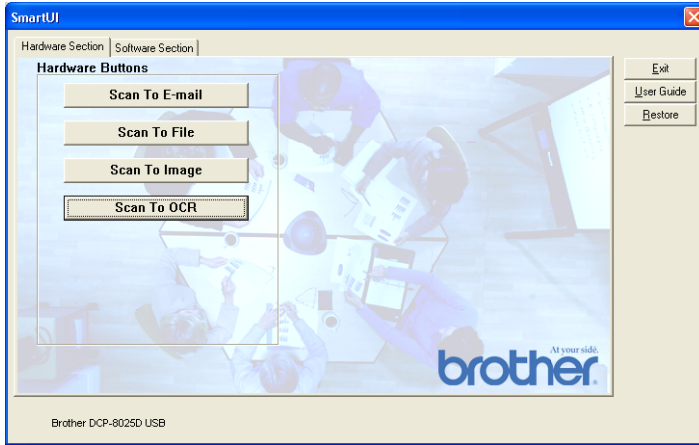 SmartUI
Hardware Section Software Section
Hardware Buttons
Scan To E-mail
Scan To File
Scan To Image
Scan To OCR
Exit
User Guide
Restore
At your side.
brother
Brother DCP-8025D USB